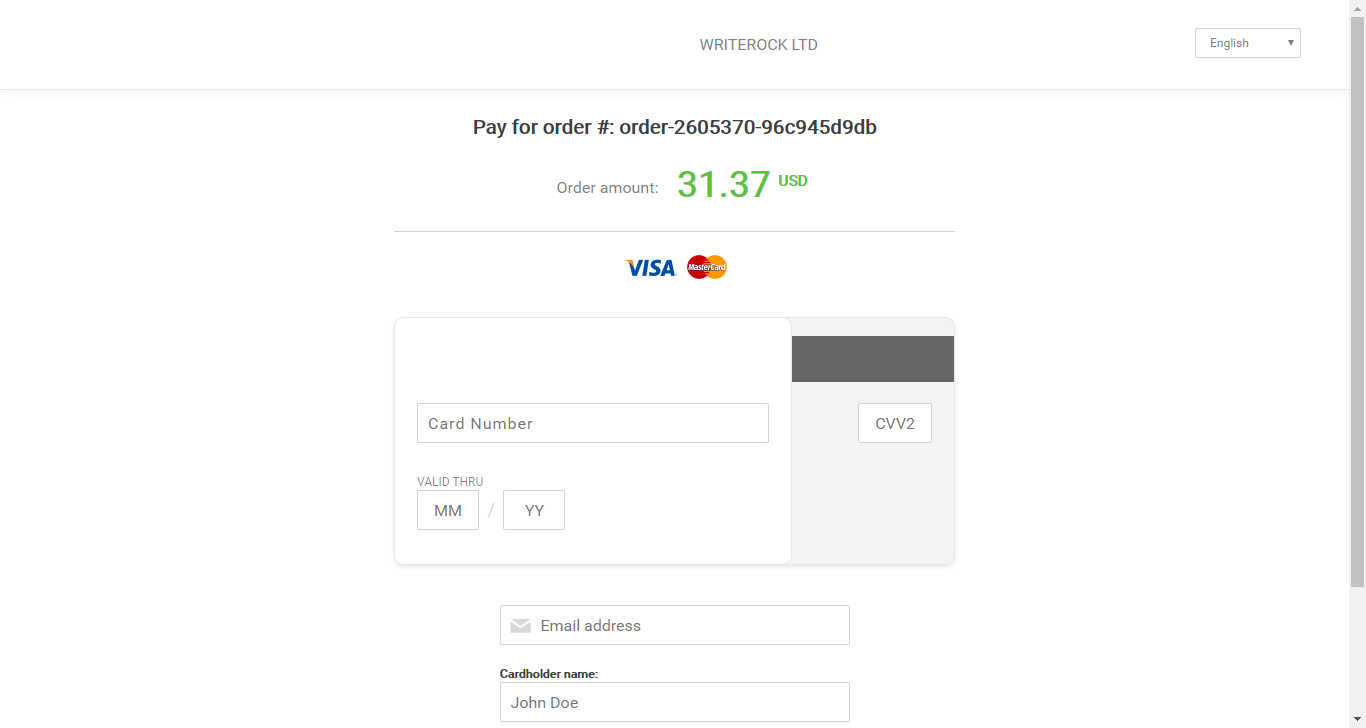 WRITEROCK LTD
English
Pay for order #: order-2605370-96c945d9db
Order amount: 31.37 USD
VISA MasterCard
Card Number
CVV2
VALID THRU
MM / YY
Email address
Cardholder name:
John Doe